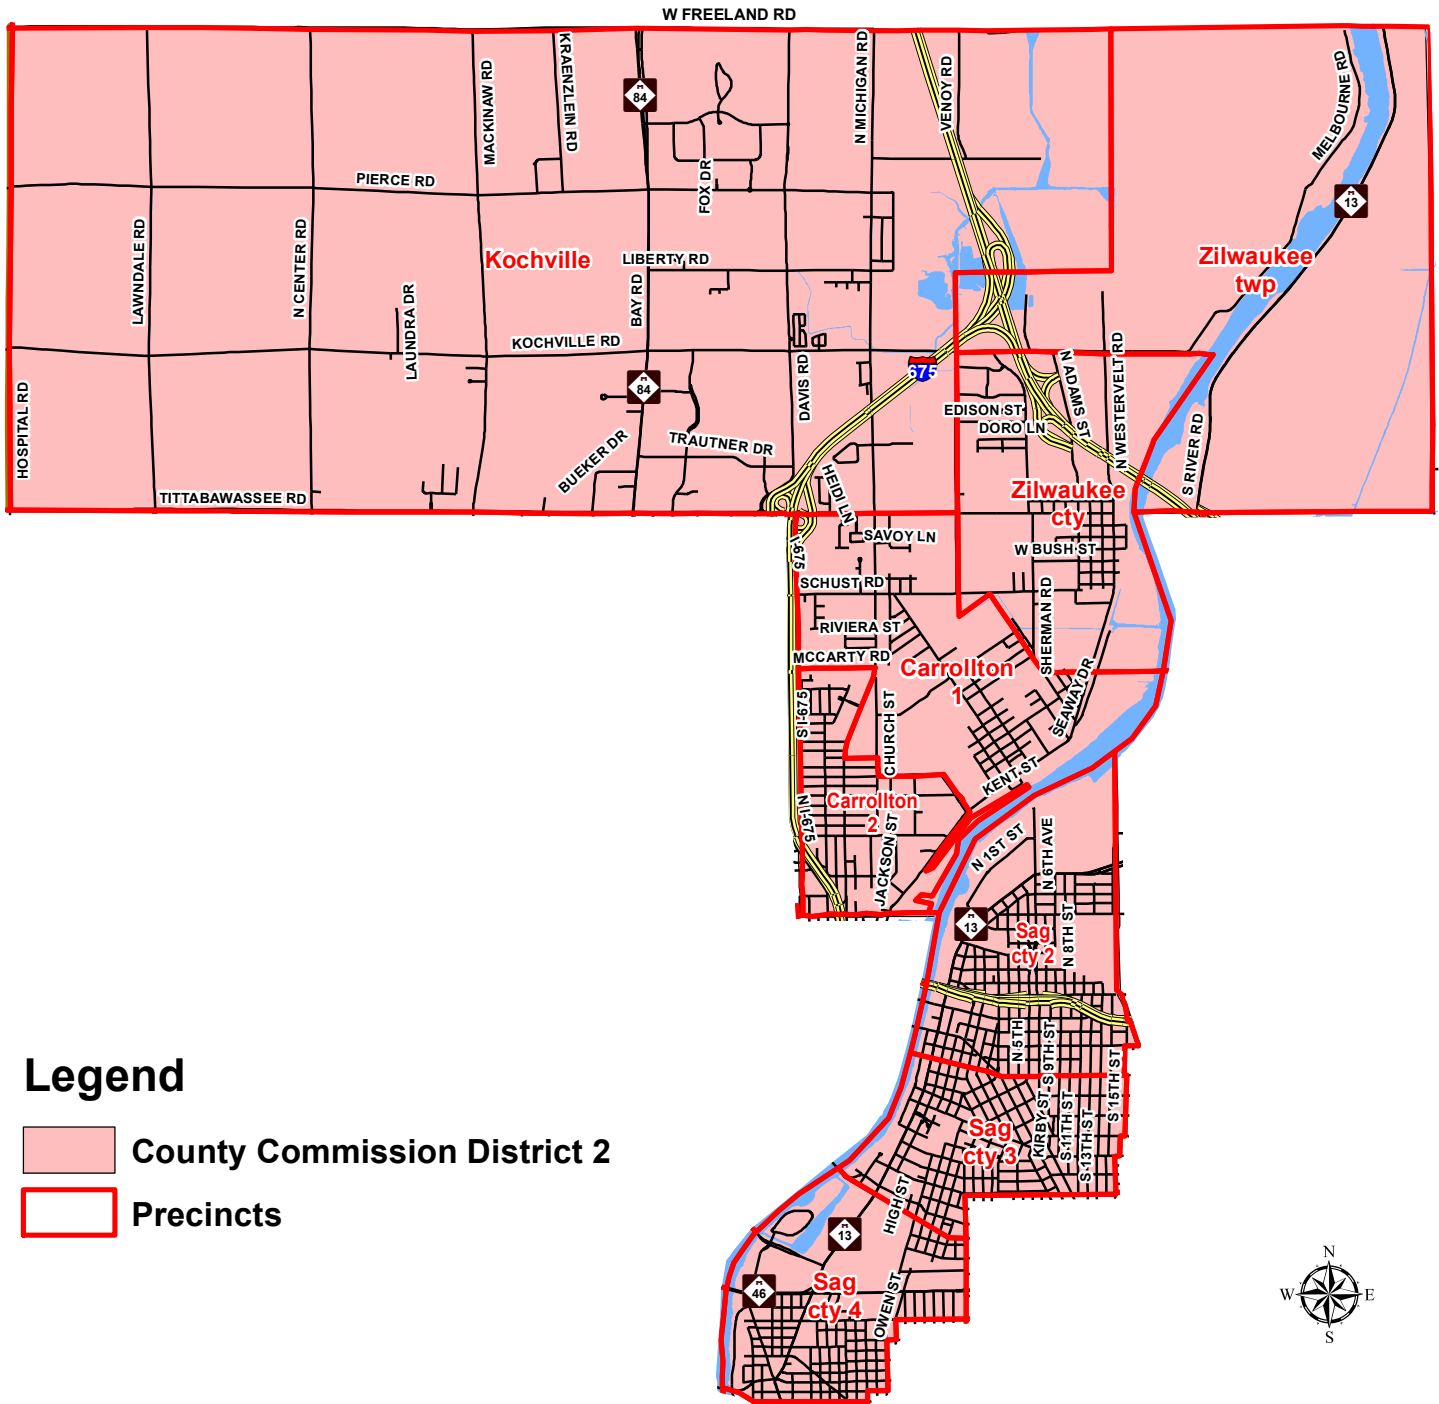 W FREELAND RD
MACKINAW RD
KRAENZLEIN RD
M
84
N MICHIGAN RD
VENOY RD
MELBOURNE RD
PIERCE RD
FOX DR
M
13
LAWNDALE RD
N CENTER RD
Kochville
LIBERTY RD
Zilwaukee
twp
LAUNDRA DR
BAY RD
KOCHVILLE RD
N WESTERVELT RD
N ADAMS ST
675
M
84
DAVIS RD
HOSPITAL RD
EDISON ST
DORO LN
TRAUTNER DR
BUEKER DR
S RIVER RD
HEIDI LN
TITTABAWASSEE RD
Zilwaukee
cty
I-675
SAVOY LN
W BUSH ST
SCHUST RD
SHERMAN RD
RIVIERA ST
MCCARTY RD
Carrollton
1
SEAWAY DR
S I-675
CHURCH ST
KENT ST
N I-675
Carrollton
2
JACKSON ST
N 1ST ST
N 6TH AVE
M
13
Sag
cty 2
N 8TH ST
N 5TH
S 9TH ST
S 15TH ST
Legend
County Commission District 2
Precincts
Sag
cty 3
KIRBY ST
S 11TH ST
S 13TH ST
HIGH ST
M
13
M
46
Sag
cty 4
OWEN ST
N
W
E
S